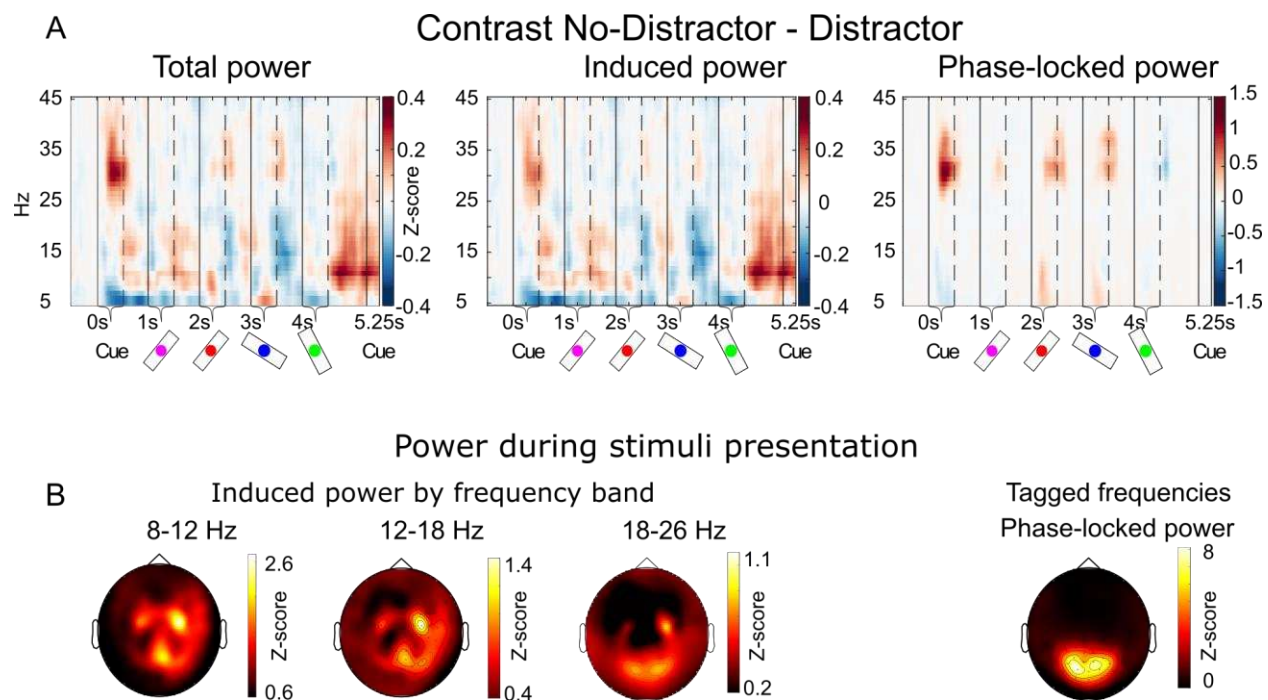 A
Contrast No-Distractor - Distractor
Total power
Induced power
Phase-locked power
45
35
25
15
5
Hz
0.4
0.2
0
-0.2
-0.4
Z-score
0s 1s 2s 3s 4s 5.25s
Cue Cue
45
35
25
15
5
0.4
0.2
0
-0.2
-0.4
0s 1s 2s 3s 4s 5.25s
Cue Cue
45
35
25
15
5
1.5
1
0.5
0
-0.5
-1
-1.5
0s 1s 2s 3s 4s 5.25s
Cue Cue
Power during stimuli presentation
B
Induced power by frequency band
Tagged frequencies
8-12 Hz
12-18 Hz
18-26 Hz
Phase-locked power
2.6
Z-score
0.6
1.4
Z-score
0.4
1.1
Z-score
0.2
8
Z-score
0